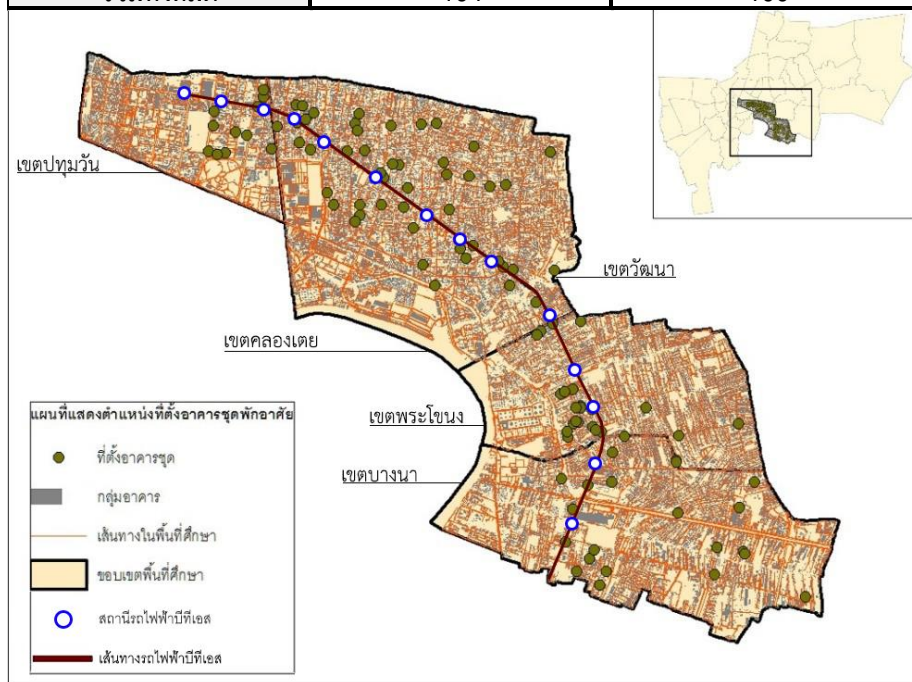 เขตปทุมวัน
เขตวัฒนา
เขตคลองเตย
เขตพระโขนง
เขตบางนา
แผนที่แสดงตำแหน่งที่ตั้งอาคารชุดพักอาศัย
ที่ตั้งอาคารชุด
กลุ่มอาคาร
เส้นทางในพื้นที่ศึกษา
ขอบเขตพื้นที่ศึกษา
สถานีรถไฟฟ้าบีทีเอส
เส้นทางรถไฟฟ้าบีทีเอส